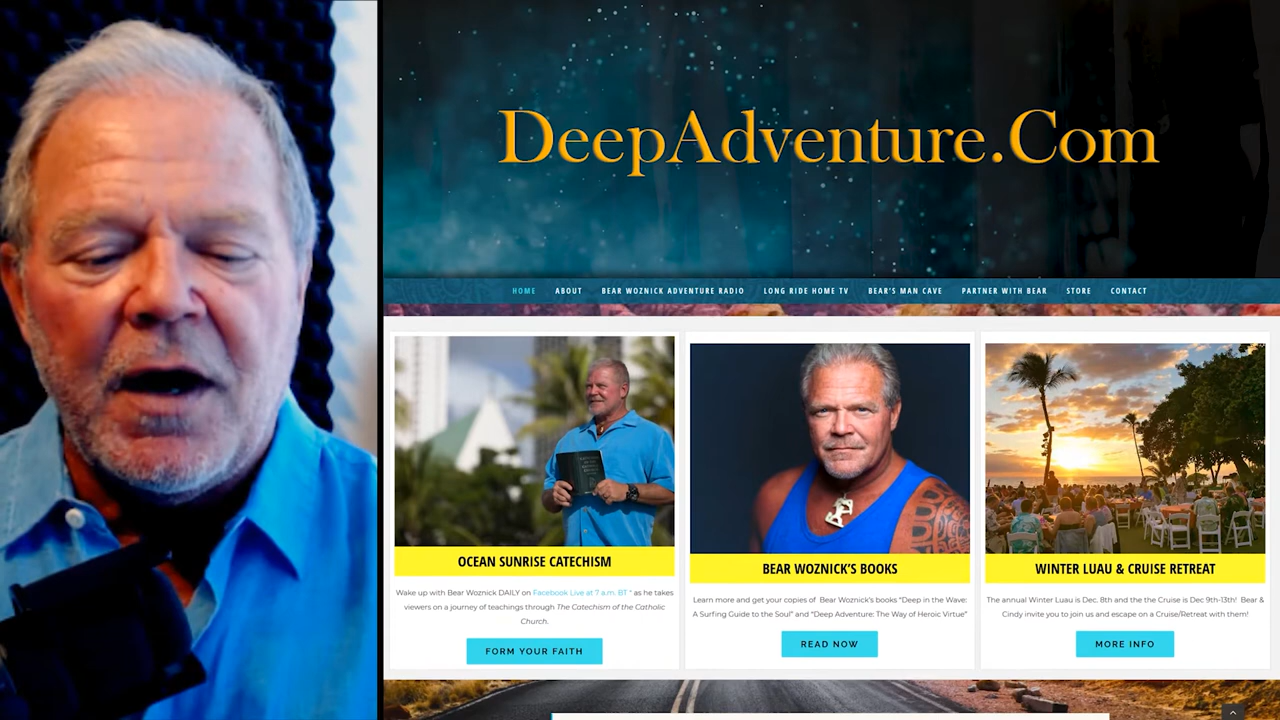 DeepAdventure.Com
HOME ABOUT BEAR WOZNICK ADVENTURE RADIO LONG RIDE HOME TV BEAR'S MAN CAVE PARTNER WITH BEAR STORE CONTACT
OCEAN SUNRISE CATECHISM
Wake up with Bear Woznick DAILY on Facebook Live at 7 a.m. BT * as he takes
viewers on a journey of teachings through The Catechism of the Catholic
Church.
FORM YOUR FAITH
BEAR WOZNICK'S BOOKS
Learn more and get your copies of Bear Woznick's books "Deep in the Wave:
A Surfing Guide to the Soul" and "Deep Adventure: The Way of Heroic Virtue"
READ NOW
WINTER LUAU & CRUISE RETREAT
The annual Winter Luau is Dec. 8th and the the Cruise is Dec 9th-13th! Bear &
Cindy invite you to join us and escape on a Cruise/Retreat with them!
MORE INFO